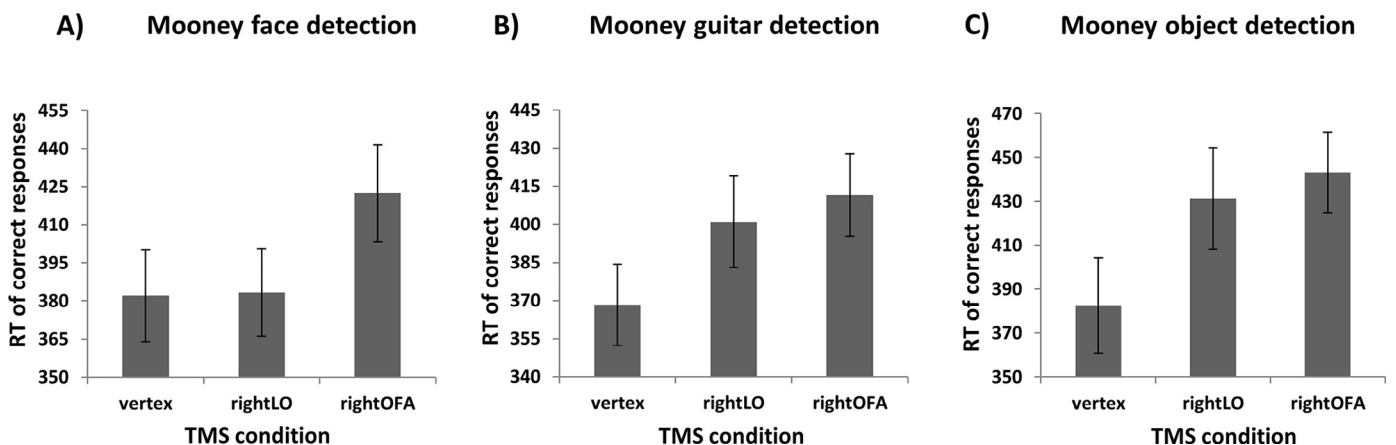 A) Mooney face detection
RT of correct responses
455
440
425
410
395
380
365
350
vertex rightLO rightOFA
TMS condition
B) Mooney guitar detection
RT of correct responses
445
430
415
400
385
370
355
340
vertex rightLO rightOFA
TMS condition
C) Mooney object detection
RT of correct responses
470
450
430
410
390
370
350
vertex rightLO rightOFA
TMS condition